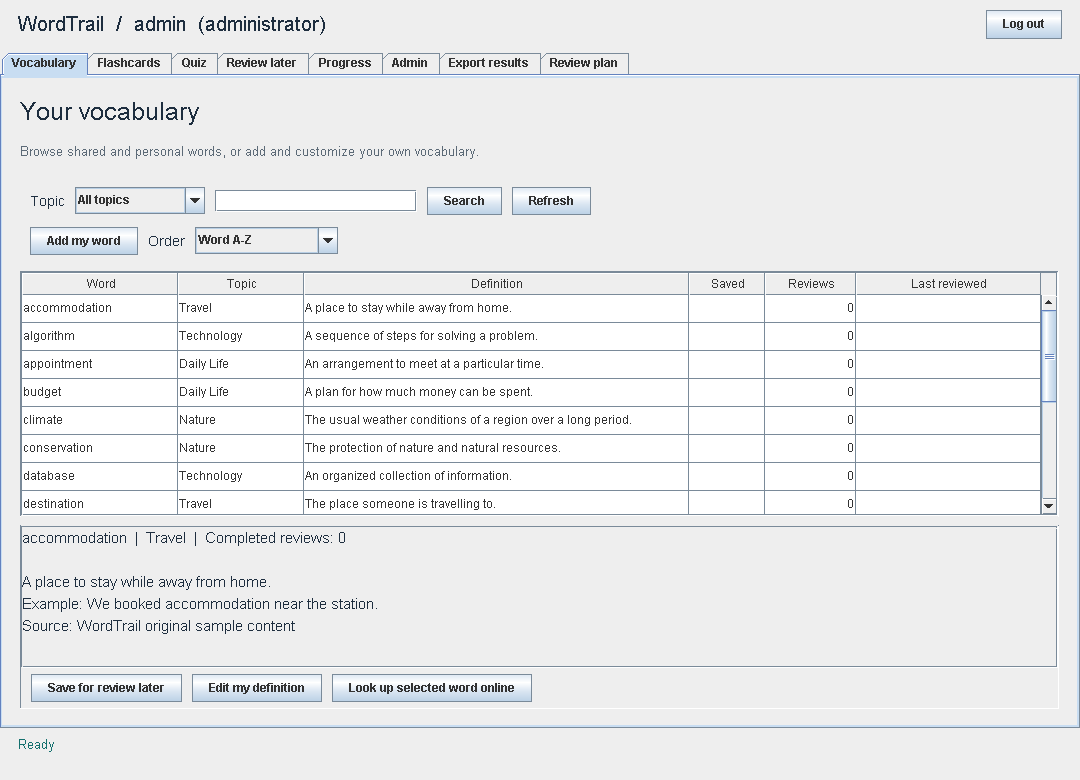 WordTrail / admin (administrator)
Log out
Vocabulary Flashcards Quiz Review later Progress Admin Export results Review plan
Your vocabulary
Browse shared and personal words, or add and customize your own vocabulary.
Topic All topics Search Refresh
Add my word Order Word A-Z
Word Topic Definition Saved Reviews Last reviewed
accommodation Travel A place to stay while away from home. 0
algorithm Technology A sequence of steps for solving a problem. 0
appointment Daily Life An arrangement to meet at a particular time. 0
budget Daily Life A plan for how much money can be spent. 0
climate Nature The usual weather conditions of a region over a long period. 0
conservation Nature The protection of nature and natural resources. 0
database Technology An organized collection of information. 0
destination Travel The place someone is travelling to. 0
accommodation | Travel | Completed reviews: 0
A place to stay while away from home.
Example: We booked accommodation near the station.
Source: WordTrail original sample content
Save for review later Edit my definition Look up selected word online
Ready